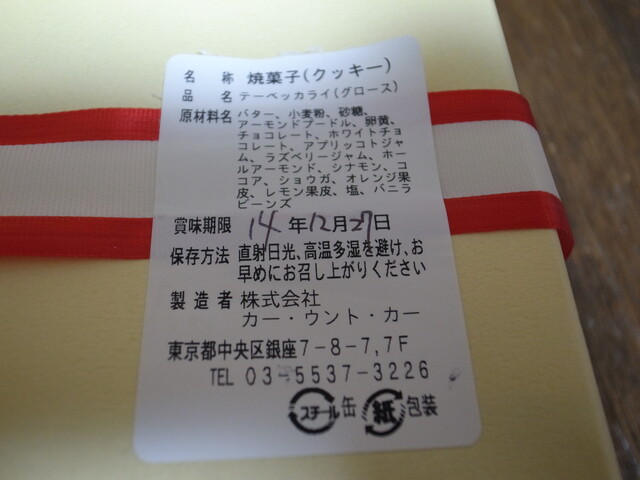 名 称 焼菓子(クッキー)
品 名 テーベッカライ(グロース)
原材料名 バター、小麦粉、砂糖、
アーモンドプードル、卵黄、
チョコレート、ホワイトチョ
コレート、アプリコットジャ
ム、ラズベリージャム、ホー
ルアーモンド、シナモン、コ
コア、ショウガ、オレンジ果
皮、レモン果皮、塩、バニラ
ビーンズ
賞味期限 14年12月27日
保存方法 直射日光、高温多湿を避け、お
早めにお召し上がりください
製造者 株式会社
カー・ウント・カー
東京都中央区銀座7-8-7,7F
TEL 03-5537-3226
スチール 缶 紙 包装